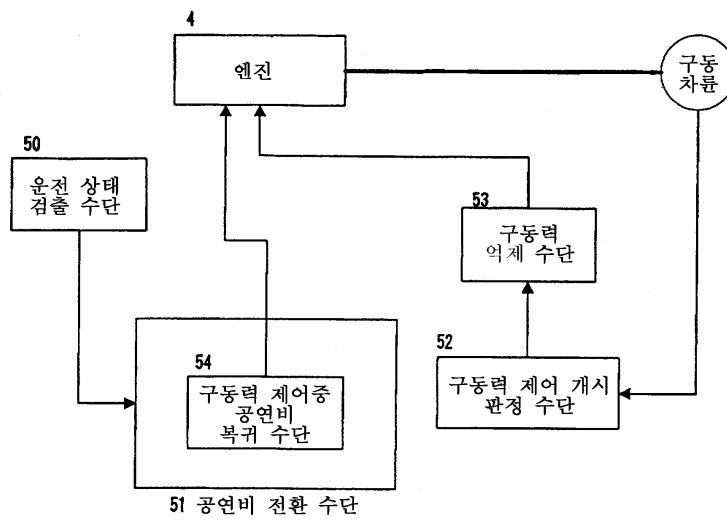 4
엔진
구동
차륜
50
운전 상태
검출 수단
53
구동력
억제 수단
52
구동력 제어 개시
판정 수단
54
구동력 제어중
공연비
복귀 수단
51 공연비 전환 수단